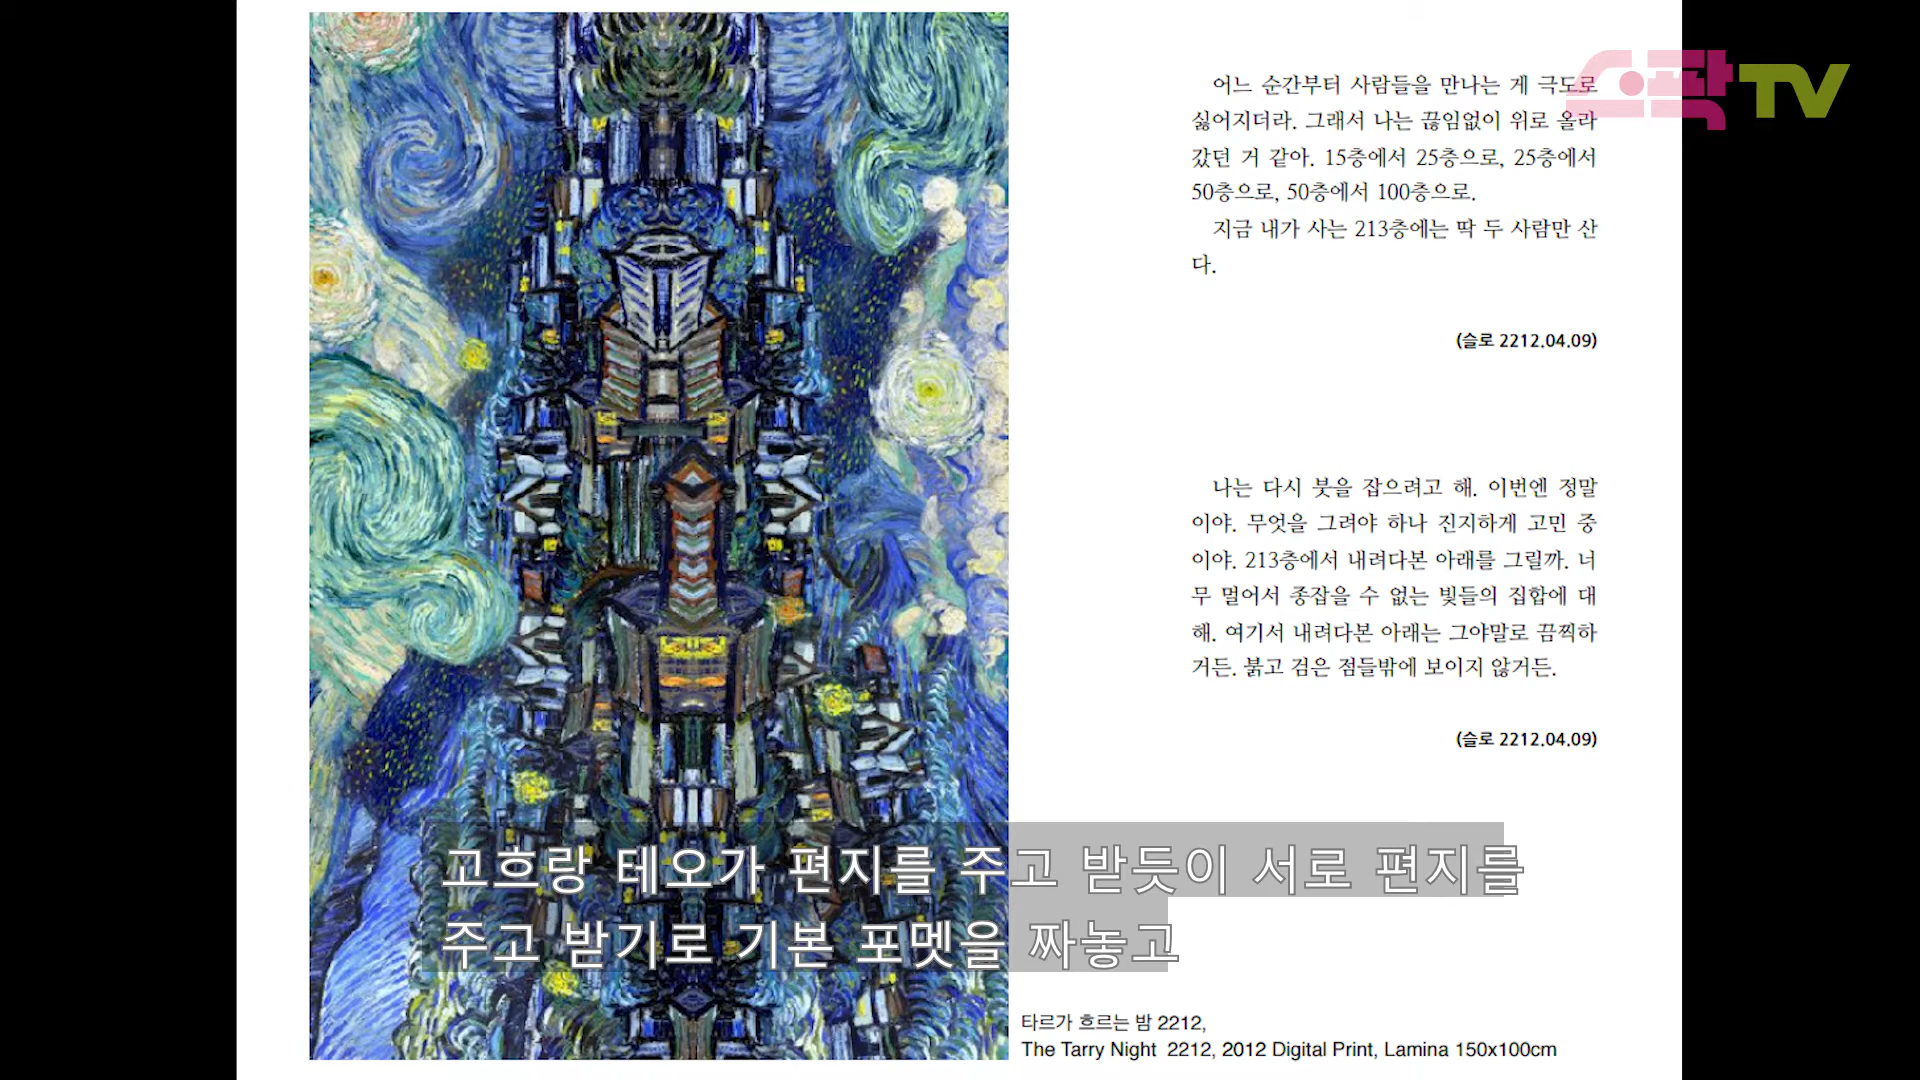 스팍TV
어느 순간부터 사람들을 만나는 게 극도로
싫어지더라. 그래서 나는 끊임없이 위로 올라
갔던 거 같아. 15층에서 25층으로, 25층에서
50층으로, 50층에서 100층으로.
지금 내가 사는 213층에는 딱 두 사람만 산
다.
(슬로 2212.04.09)
나는 다시 붓을 잡으려고 해. 이번엔 정말
이야. 무엇을 그려야 하나 진지하게 고민 중
이야. 213층에서 내려다본 아래를 그릴까. 너
무 멀어서 종잡을 수 없는 빛들의 집합에 대
해. 여기서 내려다본 아래는 그야말로 끔찍하
거든. 붉고 검은 점들밖에 보이지 않거든.
(슬로 2212.04.09)
고흐랑 테오가 편지를 주고 받듯이 서로 편지를
주고 받기로 기본 포멧을 짜놓고
타르가 흐르는 밤 2212,
The Tarry Night 2212, 2012 Digital Print, Lamina 150x100cm